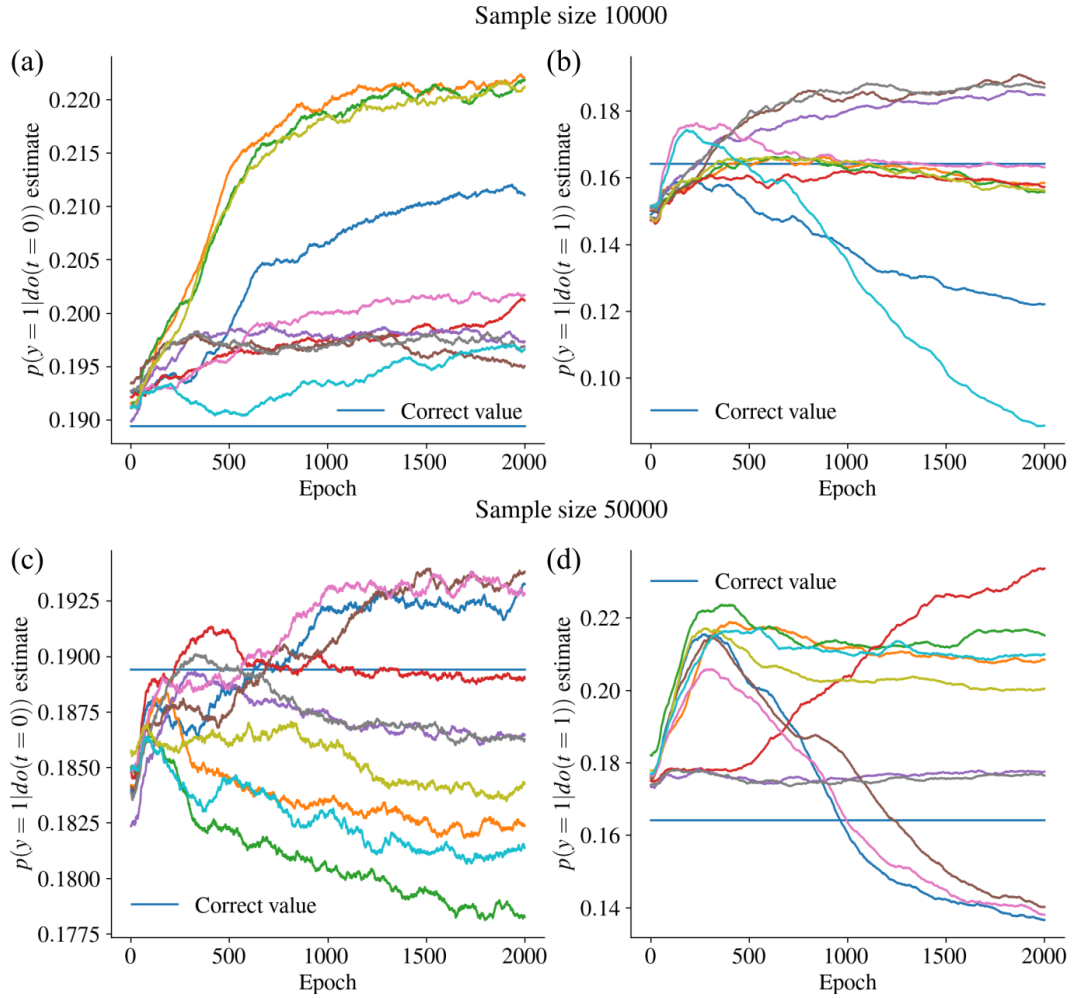 Sample size 10000
(a)
(b)
p(y = 1|do(t = 0)) estimate
0.220
0.215
0.210
0.205
0.200
0.195
0.190
Correct value
0
500
1000
1500
2000
Epoch
p(y = 1|do(t = 1)) estimate
0.18
0.16
0.14
0.12
0.10
Correct value
0
500
1000
1500
2000
Epoch
Sample size 50000
(c)
(d)
p(y = 1|do(t = 0)) estimate
0.1925
0.1900
0.1875
0.1850
0.1825
0.1800
0.1775
Correct value
0
500
1000
1500
2000
Epoch
p(y = 1|do(t = 1)) estimate
Correct value
0.22
0.20
0.18
0.16
0.14
0
500
1000
1500
2000
Epoch